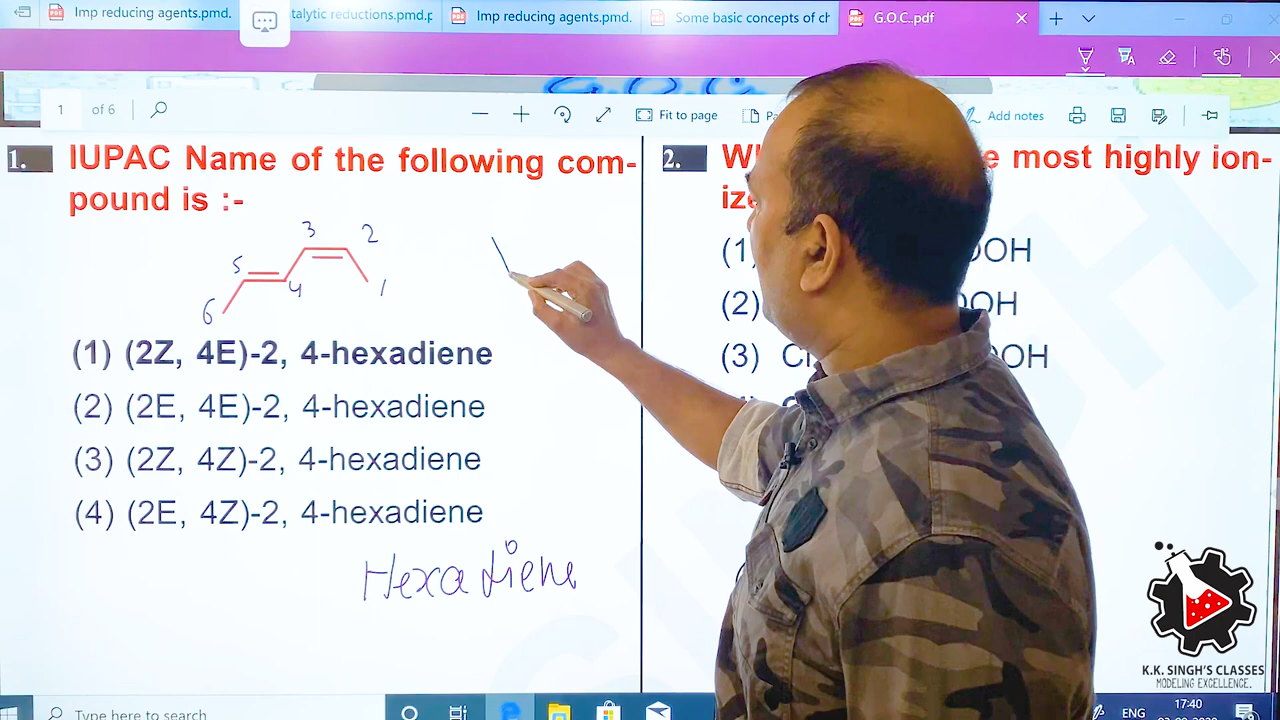 Imp reducing agents.pmd.
talytic reductions.pmd.p
Imp reducing agents.pmd.
Some basic concepts of ch
G.O.C..pdf
1 of 6
Fit to page
Add notes
1. IUPAC Name of the following com-
pound is :-
3
2
5
4
1
6
(1) (2Z, 4E)-2, 4-hexadiene
(2) (2E, 4E)-2, 4-hexadiene
(3) (2Z, 4Z)-2, 4-hexadiene
(4) (2E, 4Z)-2, 4-hexadiene
Hexadiene
2. most highly ion-
(1) OOH
(2) OOH
(3) OOH
K.K. SINGH'S CLASSES
MODELING EXCELLENCE.
Type here to search
ENG
17:40